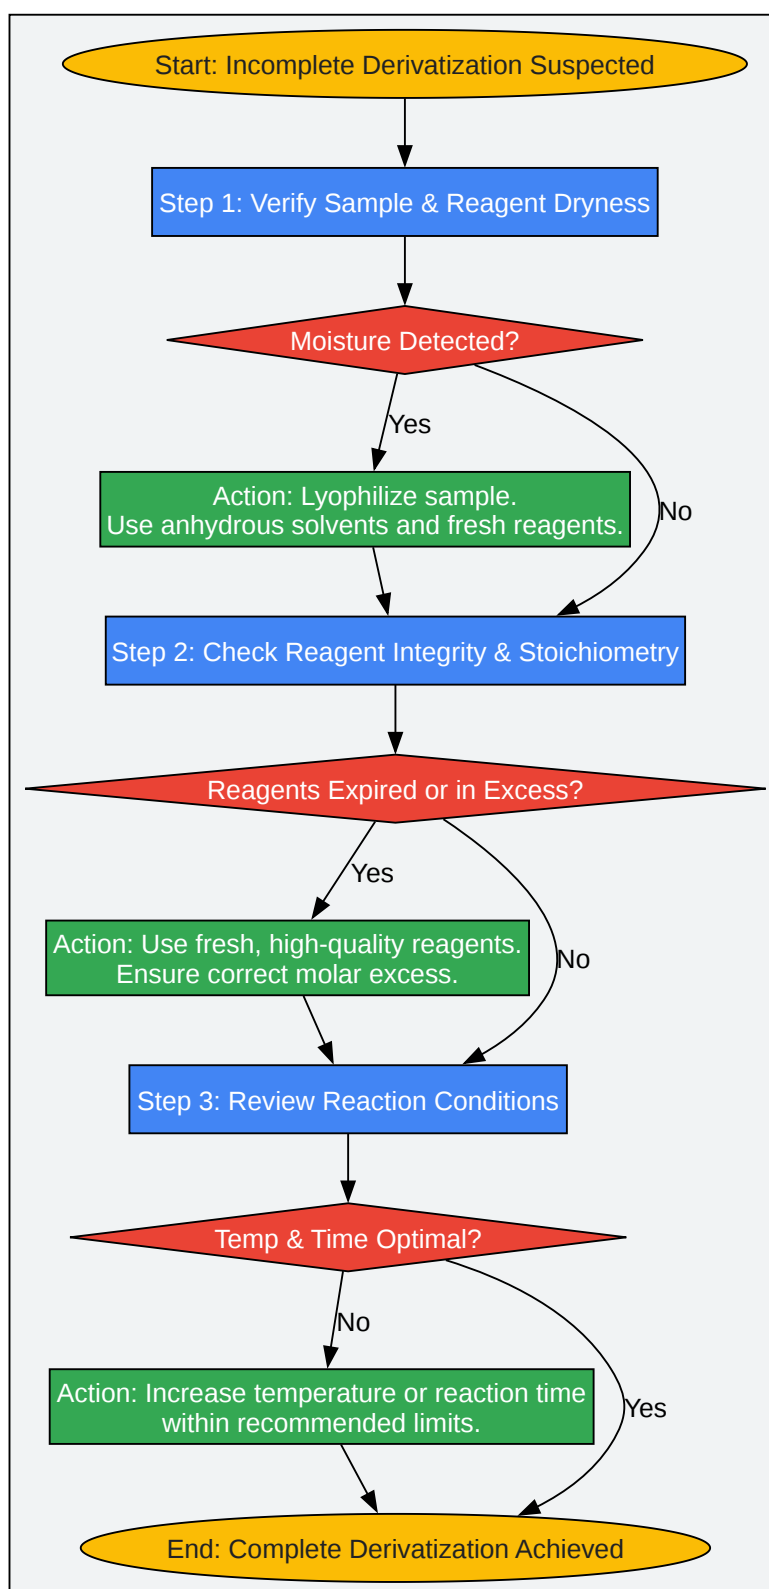 Start: Incomplete Derivatization Suspected
Step 1: Verify Sample & Reagent Dryness
Moisture Detected?
Yes
Action: Lyophilize sample.
Use anhydrous solvents and fresh reagents.
No
Step 2: Check Reagent Integrity & Stoichiometry
Reagents Expired or in Excess?
Yes
Action: Use fresh, high-quality reagents.
Ensure correct molar excess.
No
Step 3: Review Reaction Conditions
Temp & Time Optimal?
No
Action: Increase temperature or reaction time
within recommended limits.
Yes
End: Complete Derivatization Achieved